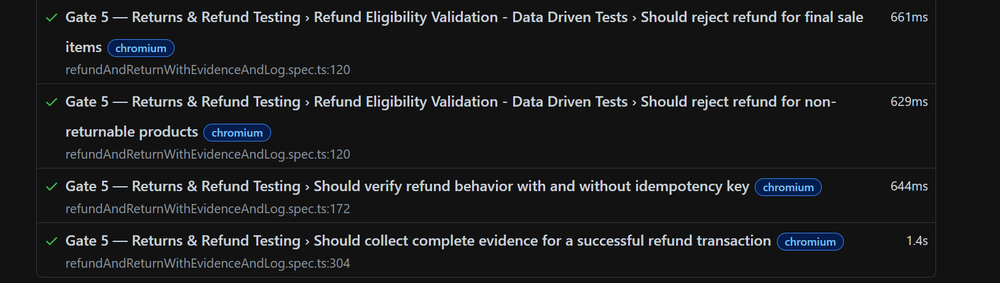 Gate 5 — Returns & Refund Testing › Refund Eligibility Validation - Data Driven Tests › Should reject refund for final sale 661ms
items chromium
refundAndReturnWithEvidenceAndLog.spec.ts:120
Gate 5 — Returns & Refund Testing › Refund Eligibility Validation - Data Driven Tests › Should reject refund for non- 629ms
returnable products chromium
refundAndReturnWithEvidenceAndLog.spec.ts:120
Gate 5 — Returns & Refund Testing › Should verify refund behavior with and without idempotency key chromium 644ms
refundAndReturnWithEvidenceAndLog.spec.ts:172
Gate 5 — Returns & Refund Testing › Should collect complete evidence for a successful refund transaction chromium 1.4s
refundAndReturnWithEvidenceAndLog.spec.ts:304